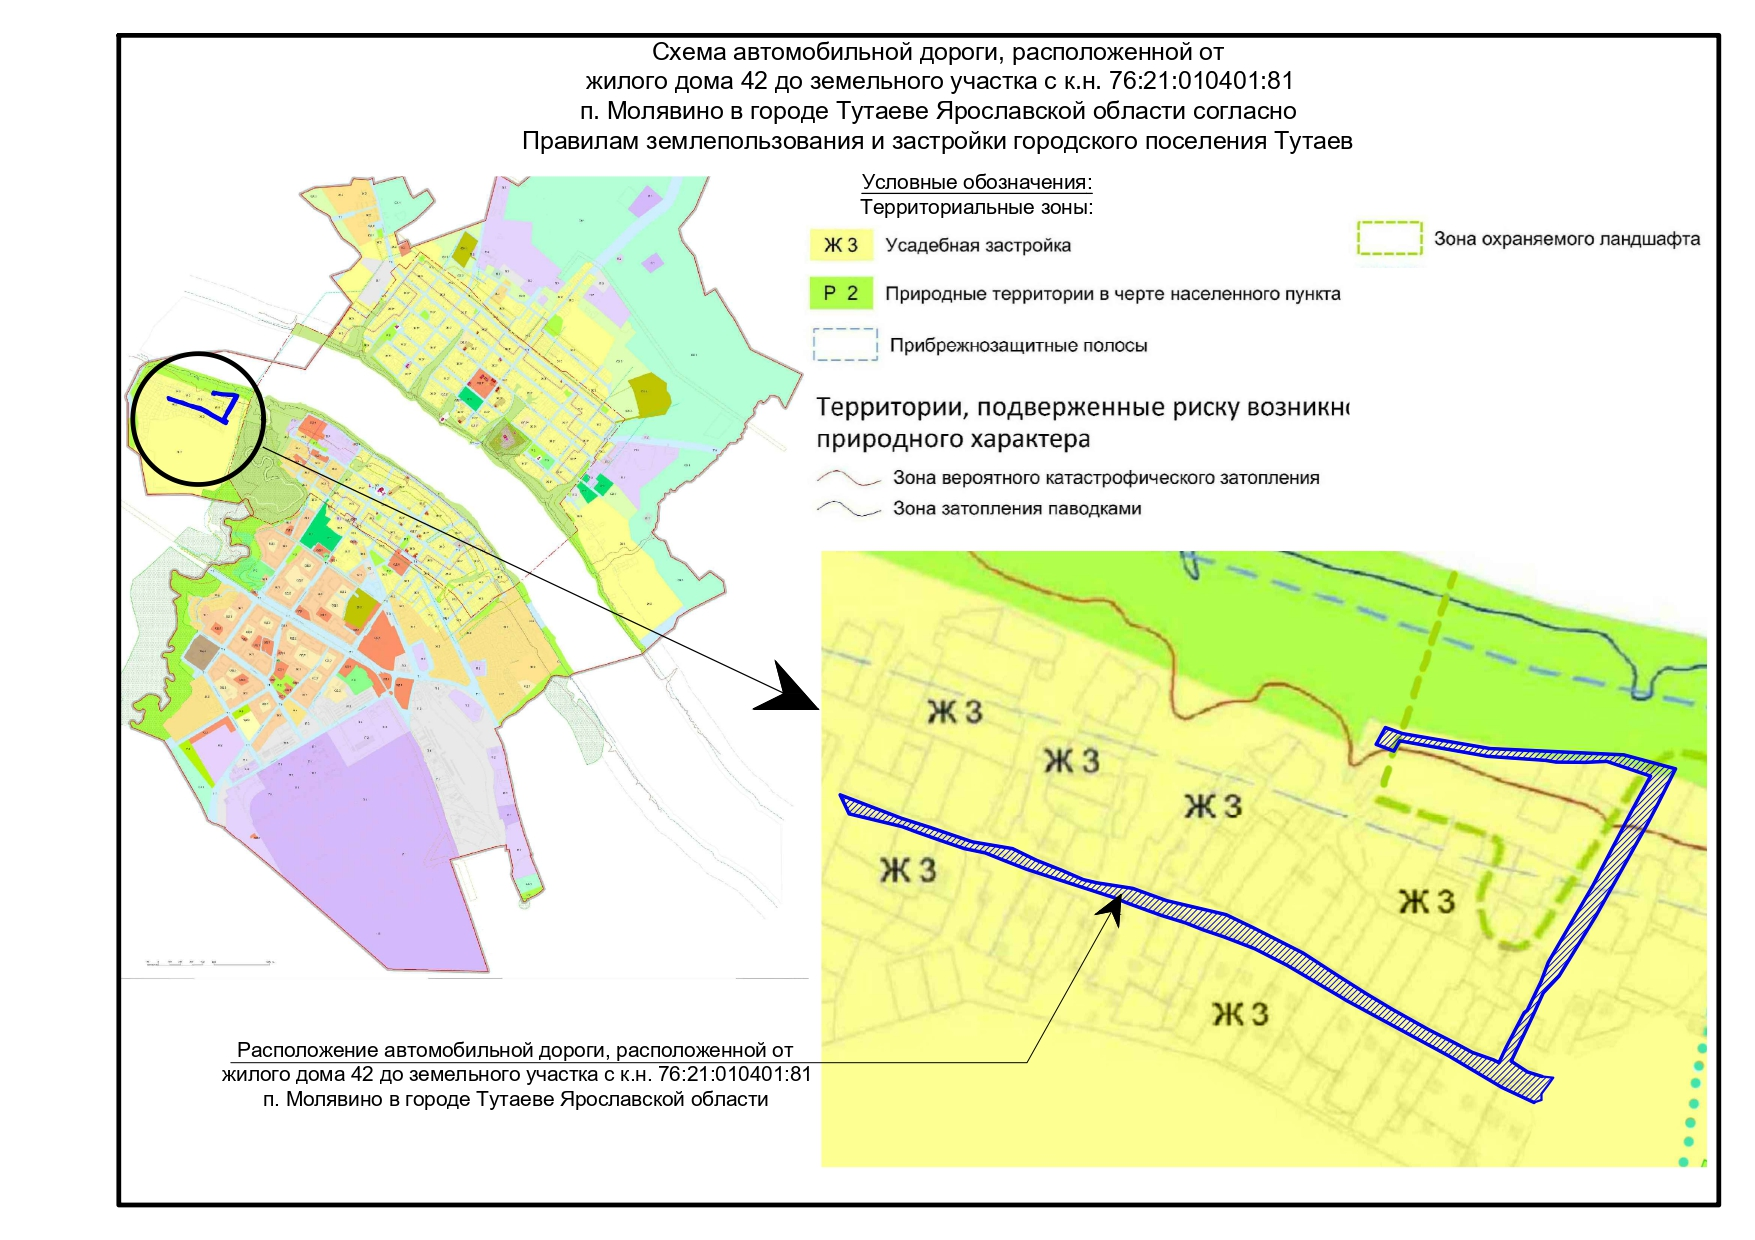 Схема автомобильной дороги, расположенной от
жилого дома 42 до земельного участка с к.н. 76:21:010401:81
п. Молявино в городе Тутаеве Ярославской области согласно
Правилам землепользования и застройки городского поселения Тутаев
Условные обозначения:
Территориальные зоны:
Ж 3 Усадебная застройка
Зона охраняемого ландшафта
Р 2 Природные территории в черте населенного пункта
Прибрежнозащитные полосы
Территории, подверженные риску возникно
природного характера
Зона вероятного катастрофического затопления
Зона затопления паводками
Ж 3
Ж 3
Ж 3
Ж 3
Ж 3
Ж 3
Расположение автомобильной дороги, расположенной от
жилого дома 42 до земельного участка с к.н. 76:21:010401:81
п. Молявино в городе Тутаеве Ярославской области